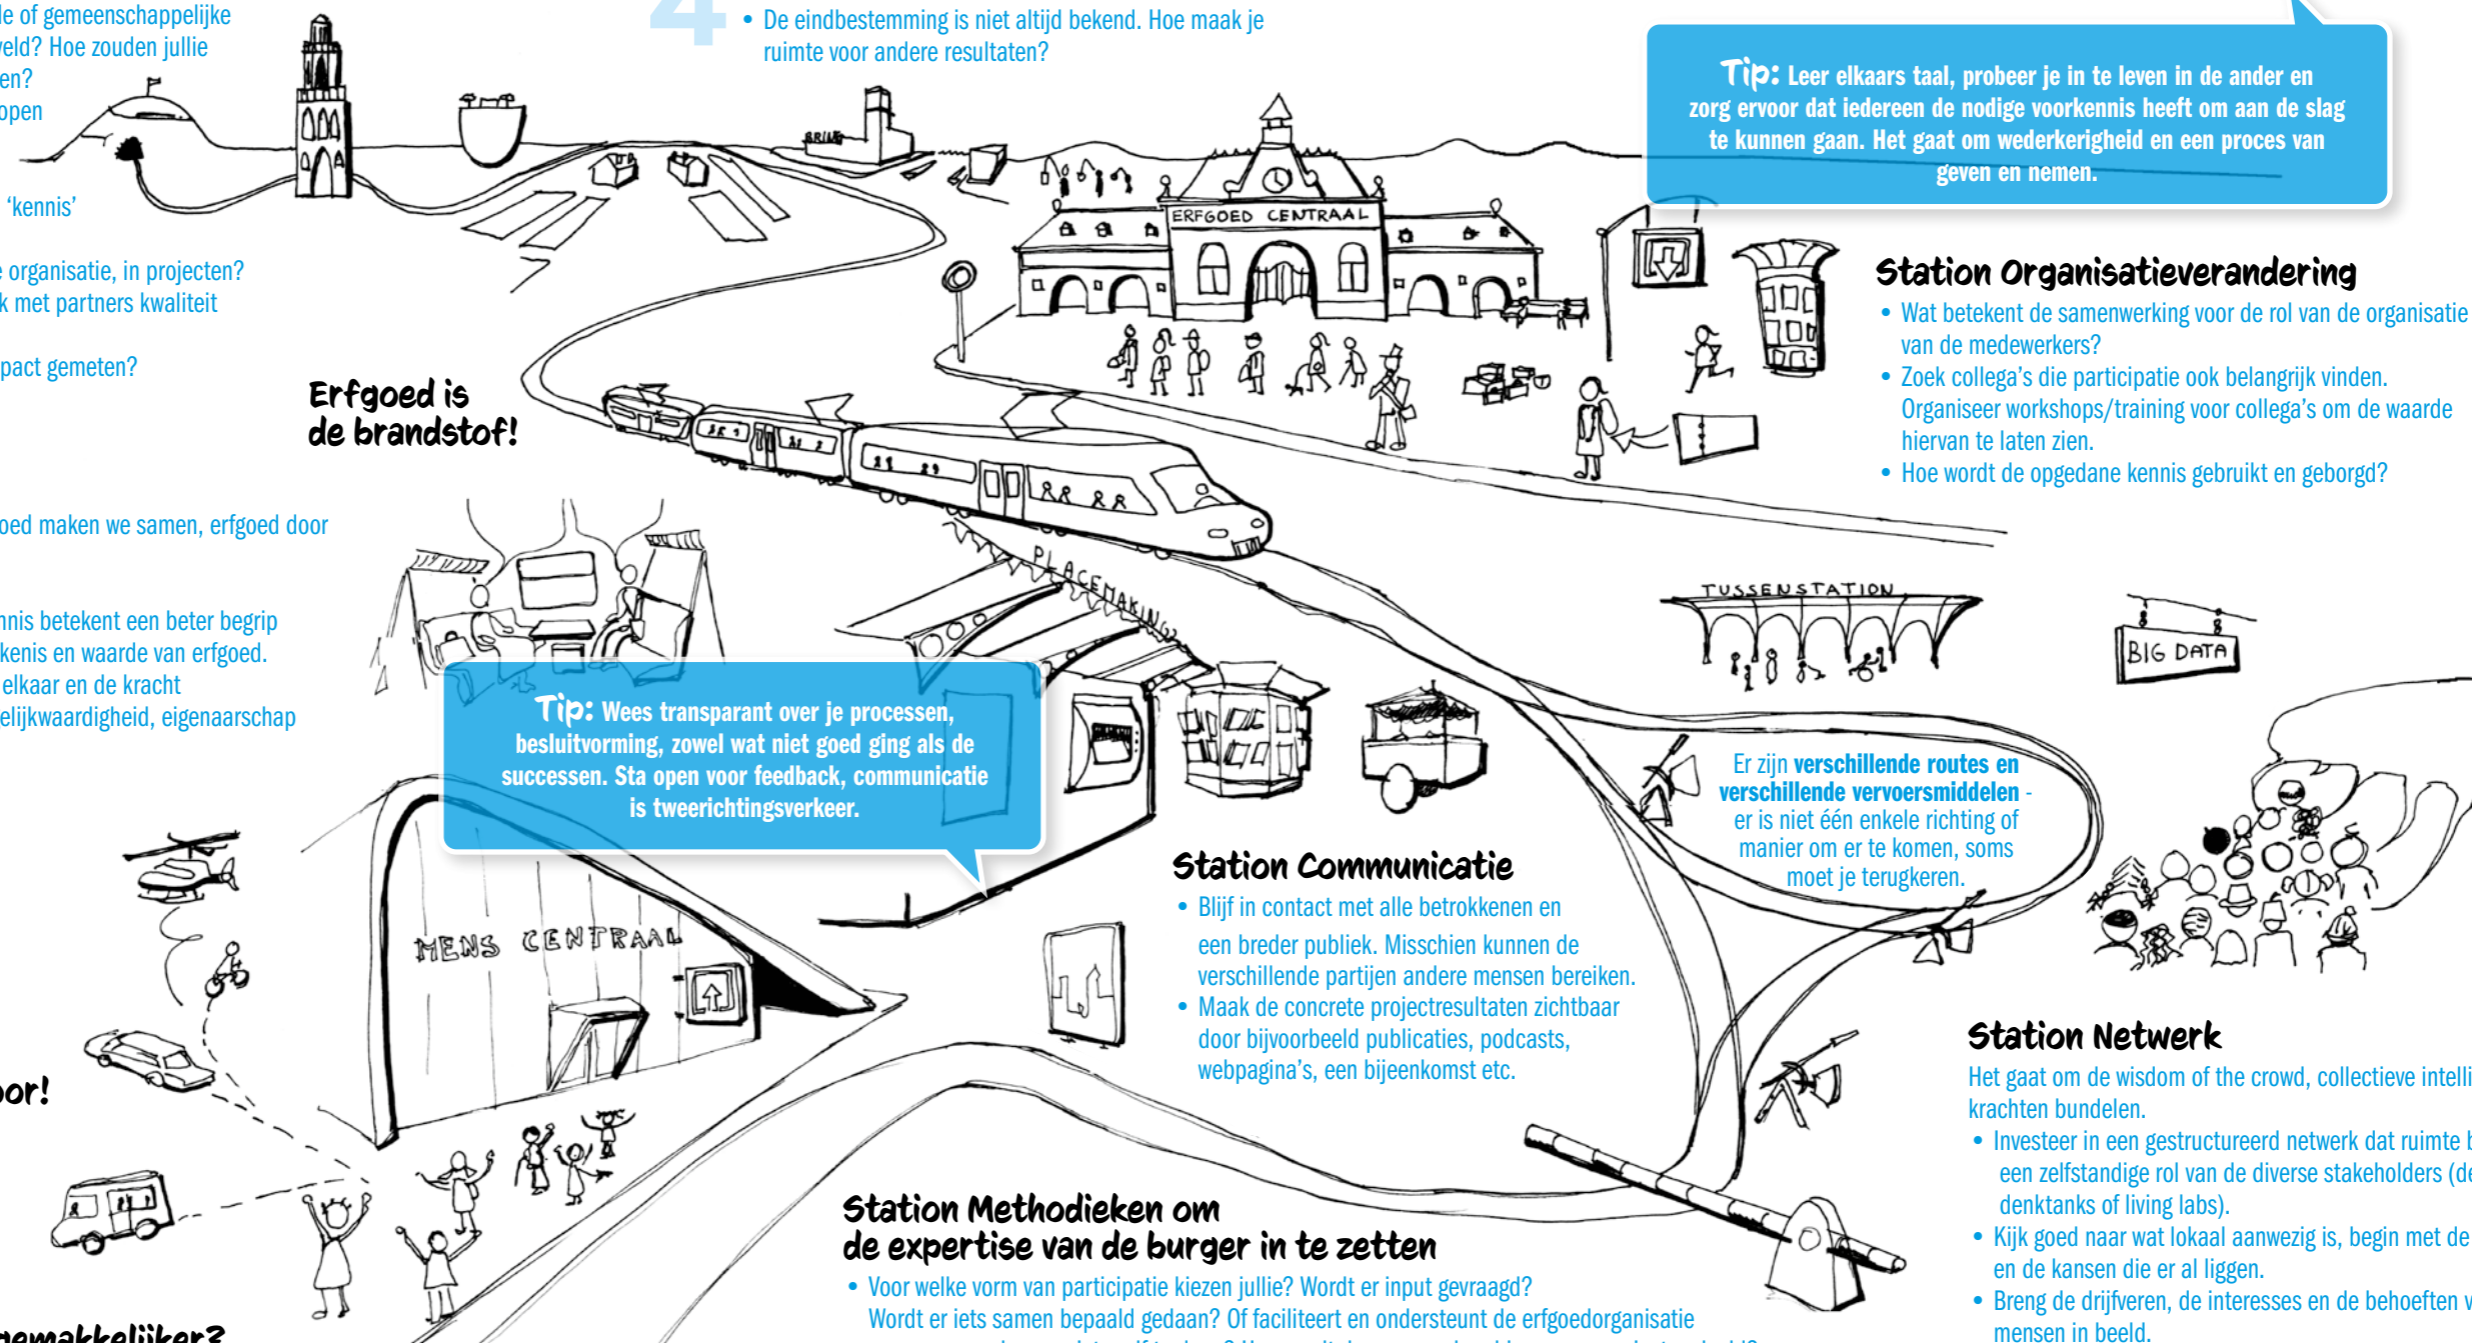 de of gemeenschappelijke
veld? Hoe zouden jullie
en?
open
‘kennis’
e organisatie, in projecten?
k met partners kwaliteit
pact gemeten?
4
• De eindbestemming is niet altijd bekend. Hoe maak je
ruimte voor andere resultaten?
Tip: Leer elkaars taal, probeer je in te leven in de ander en
zorg ervoor dat iedereen de nodige voorkennis heeft om aan de slag
te kunnen gaan. Het gaat om wederkerigheid en een proces van
geven en nemen.
ERFGOED CENTRAAL
Station Organisatieverandering
• Wat betekent de samenwerking voor de rol van de organisatie
van de medewerkers?
• Zoek collega’s die participatie ook belangrijk vinden.
Organiseer workshops/training voor collega’s om de waarde
hiervan te laten zien.
• Hoe wordt de opgedane kennis gebruikt en geborgd?
Erfgoed is
de brandstof!
oed maken we samen, erfgoed door
nnis betekent een beter begrip
kenis en waarde van erfgoed.
elkaar en de kracht
elijkwaardigheid, eigenaarschap
PLACEMAKING
TUSSENSTATION
BIG DATA
Tip: Wees transparant over je processen,
besluitvorming, zowel wat niet goed ging als de
successen. Sta open voor feedback, communicatie
is tweerichtingsverkeer.
Er zijn verschillende routes en
verschillende vervoersmiddelen -
er is niet één enkele richting of
manier om er te komen, soms
moet je terugkeren.
MENS CENTRAAL
Station Communicatie
• Blijf in contact met alle betrokkenen en
een breder publiek. Misschien kunnen de
verschillende partijen andere mensen bereiken.
• Maak de concrete projectresultaten zichtbaar
door bijvoorbeeld publicaties, podcasts,
webpagina’s, een bijeenkomst etc.
oor!
Station Netwerk
Het gaat om de wisdom of the crowd, collectieve intelli
krachten bundelen.
• Investeer in een gestructureerd netwerk dat ruimte b
een zelfstandige rol van de diverse stakeholders (de
denktanks of living labs).
• Kijk goed naar wat lokaal aanwezig is, begin met de
en de kansen die er al liggen.
• Breng de drijfveren, de interesses en de behoeften v
mensen in beeld.
Station Methodieken om
de expertise van de burger in te zetten
• Voor welke vorm van participatie kiezen jullie? Wordt er input gevraagd?
Wordt er iets samen bepaald gedaan? Of faciliteert en ondersteunt de erfgoedorganisatie
gemakkelijker?